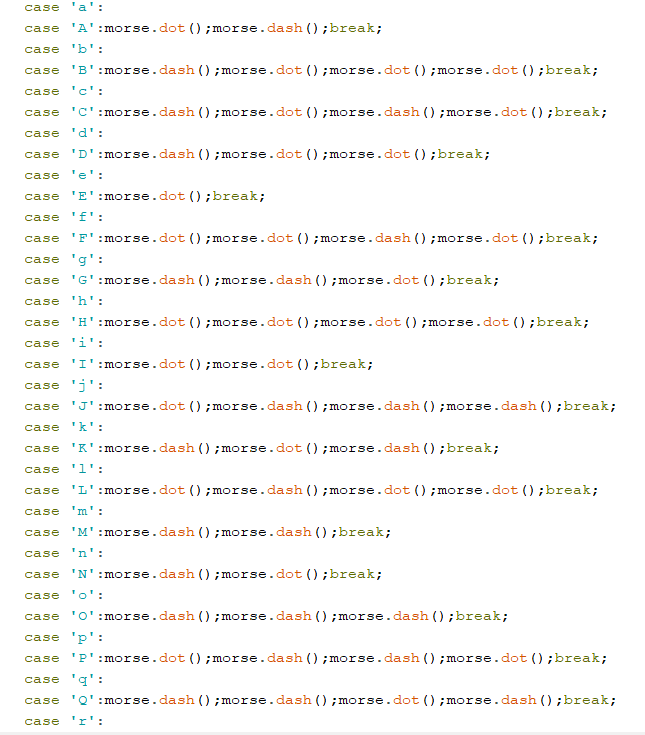 case 'a':
case 'A':morse.dot();morse.dash();break;
case 'b':
case 'B':morse.dash();morse.dot();morse.dot();morse.dot();break;
case 'c':
case 'C':morse.dash();morse.dot();morse.dash();morse.dot();break;
case 'd':
case 'D':morse.dash();morse.dot();morse.dot();break;
case 'e':
case 'E':morse.dot();break;
case 'f':
case 'F':morse.dot();morse.dot();morse.dash();morse.dot();break;
case 'g':
case 'G':morse.dash();morse.dash();morse.dot();break;
case 'h':
case 'H':morse.dot();morse.dot();morse.dot();morse.dot();break;
case 'i':
case 'I':morse.dot();morse.dot();break;
case 'j':
case 'J':morse.dot();morse.dash();morse.dash();morse.dash();break;
case 'k':
case 'K':morse.dash();morse.dot();morse.dash();break;
case 'l':
case 'L':morse.dot();morse.dash();morse.dot();morse.dot();break;
case 'm':
case 'M':morse.dash();morse.dash();break;
case 'n':
case 'N':morse.dash();morse.dot();break;
case 'o':
case 'O':morse.dash();morse.dash();morse.dash();break;
case 'p':
case 'P':morse.dot();morse.dash();morse.dash();morse.dot();break;
case 'q':
case 'Q':morse.dash();morse.dash();morse.dot();morse.dash();break;
case 'r':